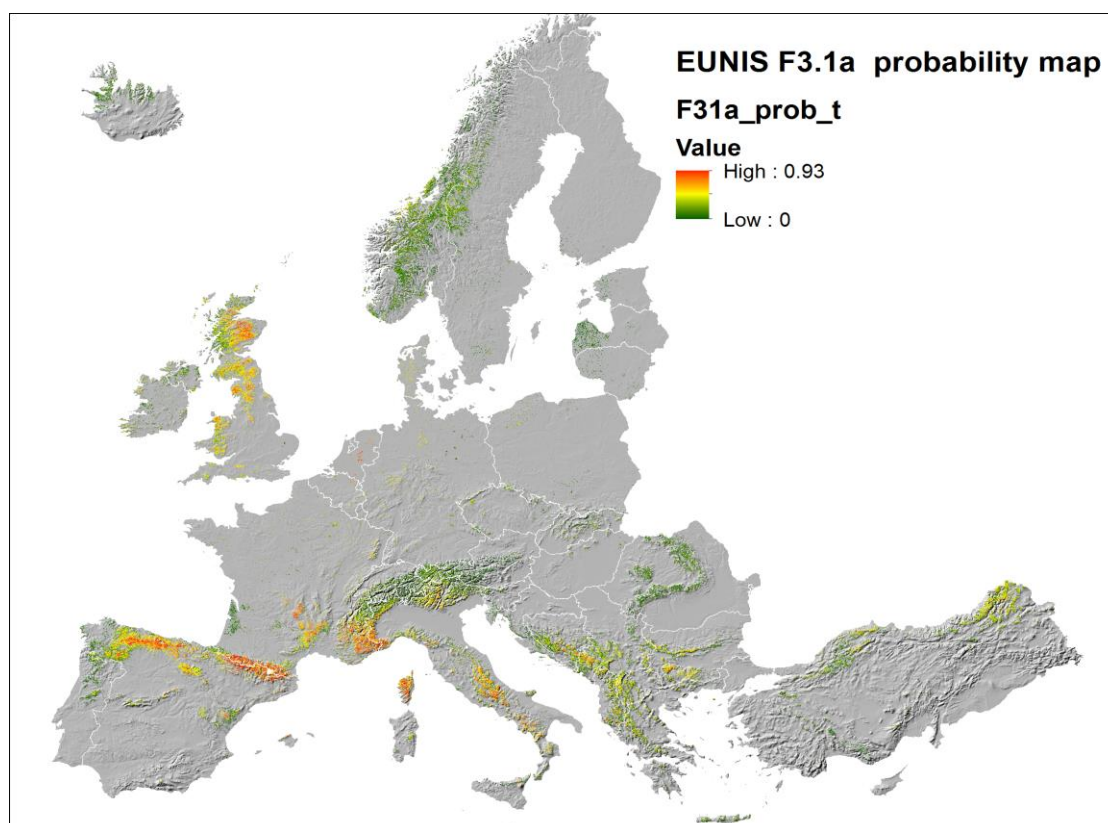 EUNIS F3.1a probability map
F31a_prob_t
Value
High : 0.93
Low : 0